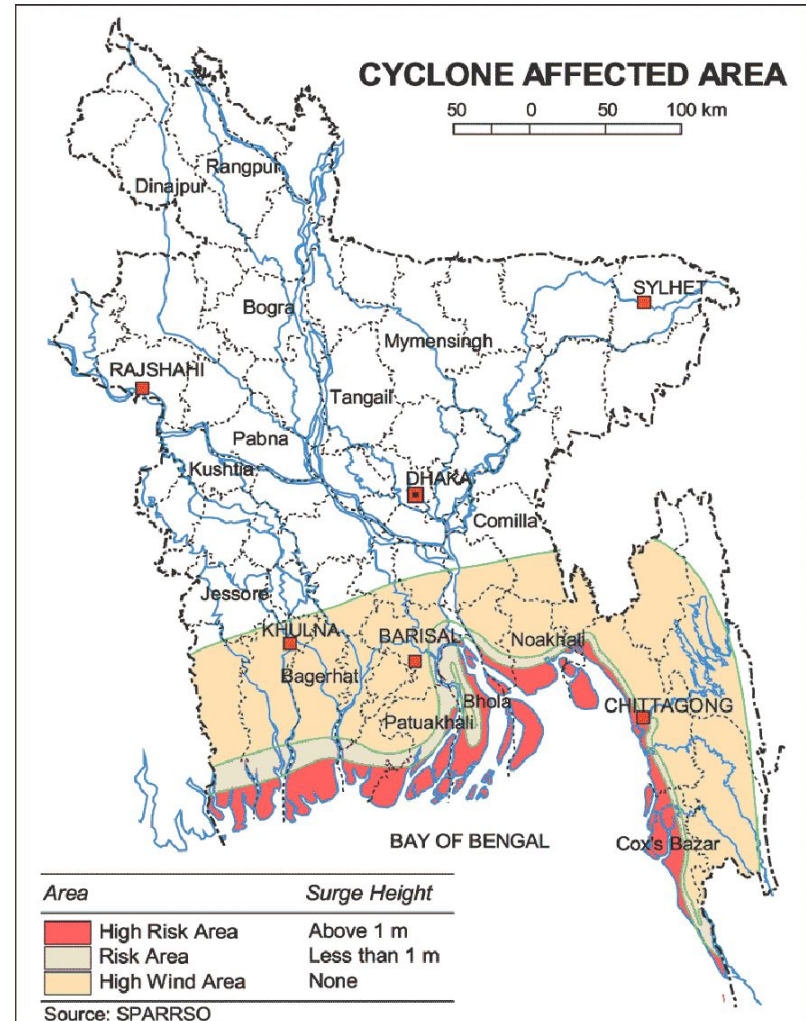 CYCLONE AFFECTED AREA
50 0 50 100 km
Rangpur
Dinajpur
SYLHET
Bogra
Mymensingh
RAJSHAHI
Tangail
Pabna
Kushtia
DHAKA
Comilla
Jessore
KHULNA
BARISAL
Noakhali
Bagerhat
Bhola
Patuakhali
CHITTAGONG
BAY OF BENGAL
Cox's Bazar
Area Surge Height
High Risk Area Above 1 m
Risk Area Less than 1 m
High Wind Area None
Source: SPARRSO